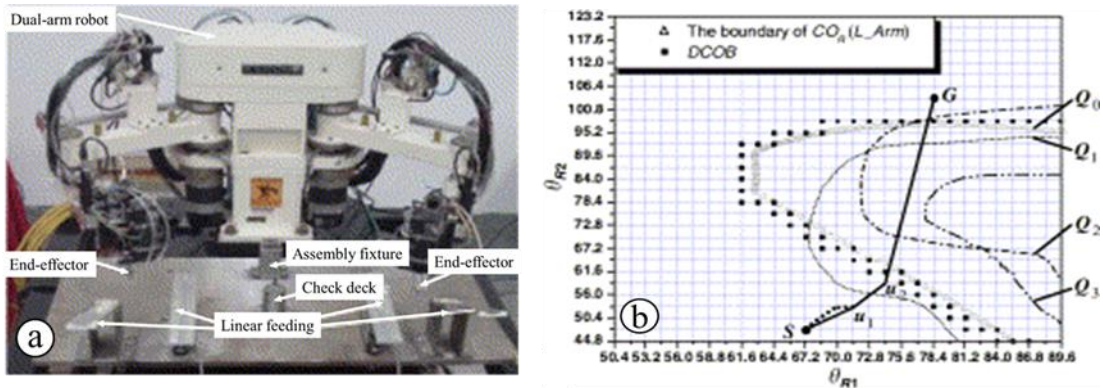 Dual-arm robot
Assembly fixture
End-effector
End-effector
Check deck
Linear feeding
a
123.2
117.6
112.0
106.4
100.8
95.2
89.6
84.0
78.4
72.8
67.2
61.6
56.0
50.4
44.8
θR2
The boundary of COR(L_Arm)
DCOB
G
Q0
Q1
Q2
Q3
S
u1
u2
b
50.4 53.2 56.0 58.8 61.6 64.4 67.2 70.0 72.8 75.6 78.4 81.2 84.0 86.8 89.6
θR1